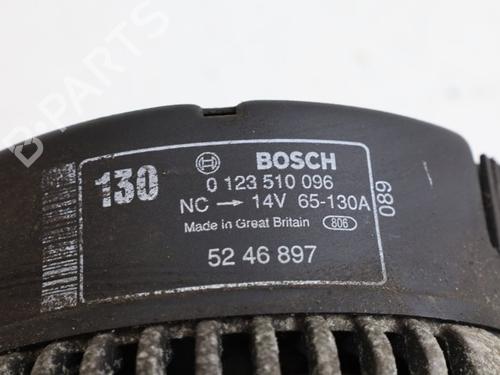 B-PARTS
130
BOSCH
0 123 510 096
NC → 14V 65-130A
Made in Great Britain 806
52 46 897
089